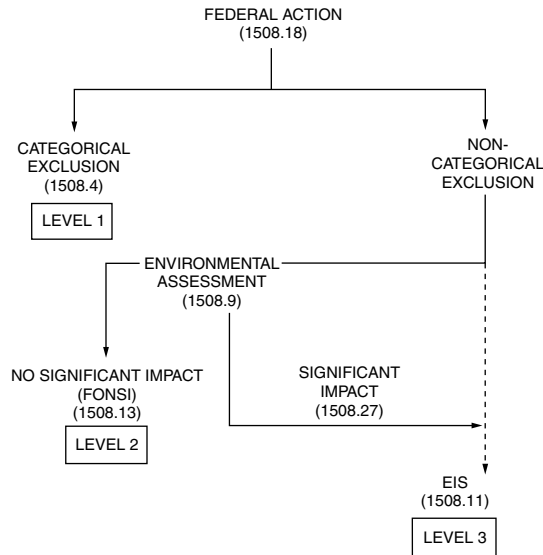 FEDERAL ACTION
(1508.18)
CATEGORICAL
EXCLUSION
(1508.4)
LEVEL 1
NON-
CATEGORICAL
EXCLUSION
ENVIRONMENTAL
ASSESSMENT
(1508.9)
NO SIGNIFICANT IMPACT
(FONSI)
(1508.13)
LEVEL 2
SIGNIFICANT
IMPACT
(1508.27)
EIS
(1508.11)
LEVEL 3